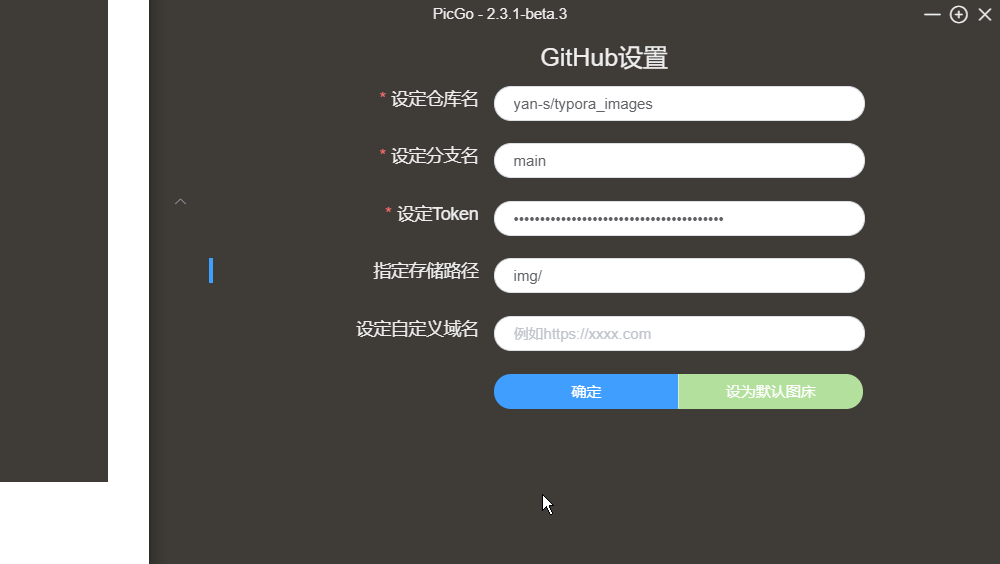 PicGo - 2.3.1-beta.3
GitHub设置
* 设定仓库名 yan-s/typora_images
* 设定分支名 main
* 设定Token ••••••••••••••••••••••••••••••••••••••••
指定存储路径 img/
设定自定义域名 例如https://xxxx.com
确定 设为默认图床